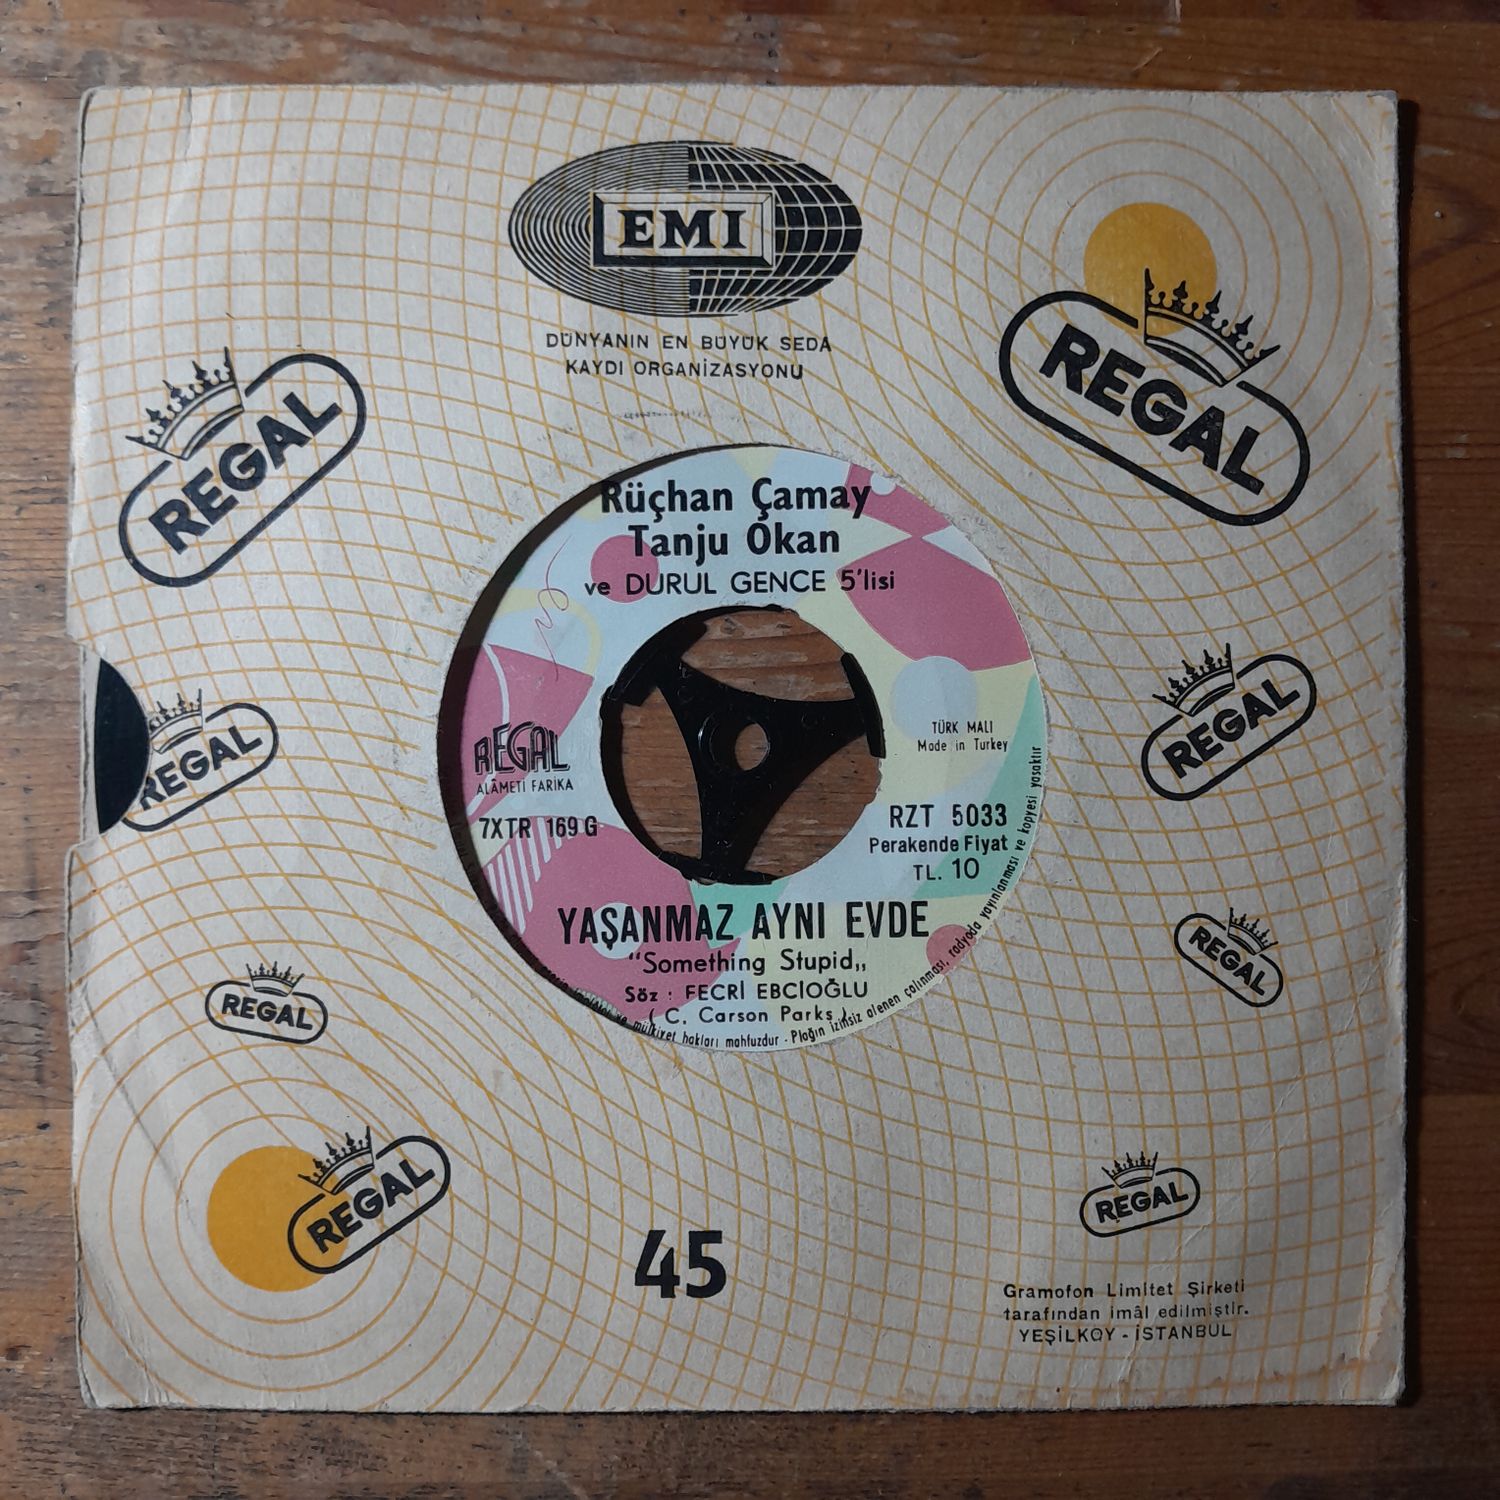 EMI
DÜNYANIN EN BÜYÜK SEDA
KAYDI ORGANİZASYONU
REGAL
REGAL
Rüçhan Çamay
Tanju Okan
ve DURUL GENCE 5'lisi
REGAL
REGAL
REGAL
ALÂMETİ FARİKA
7XTR 169 G
TÜRK MALI
Made in Turkey
RZT 5033
Perakende Fiyat
TL. 10
YAŞANMAZ AYNI EVDE
"Something Stupid„
Söz : FECRİ EBCİOĞLU
( C. Carson Parks )
ve mülkiyet hakları mahfuzdur - Plağın izinsiz alenen çalınması, radyoda yayınlanması ve kopyesi yasaktır
REGAL
REGAL
REGAL
REGAL
45
Gramofon Limitet Şirketi
tarafından imâl edilmiştir.
YEŞİLKÖY - İSTANBUL